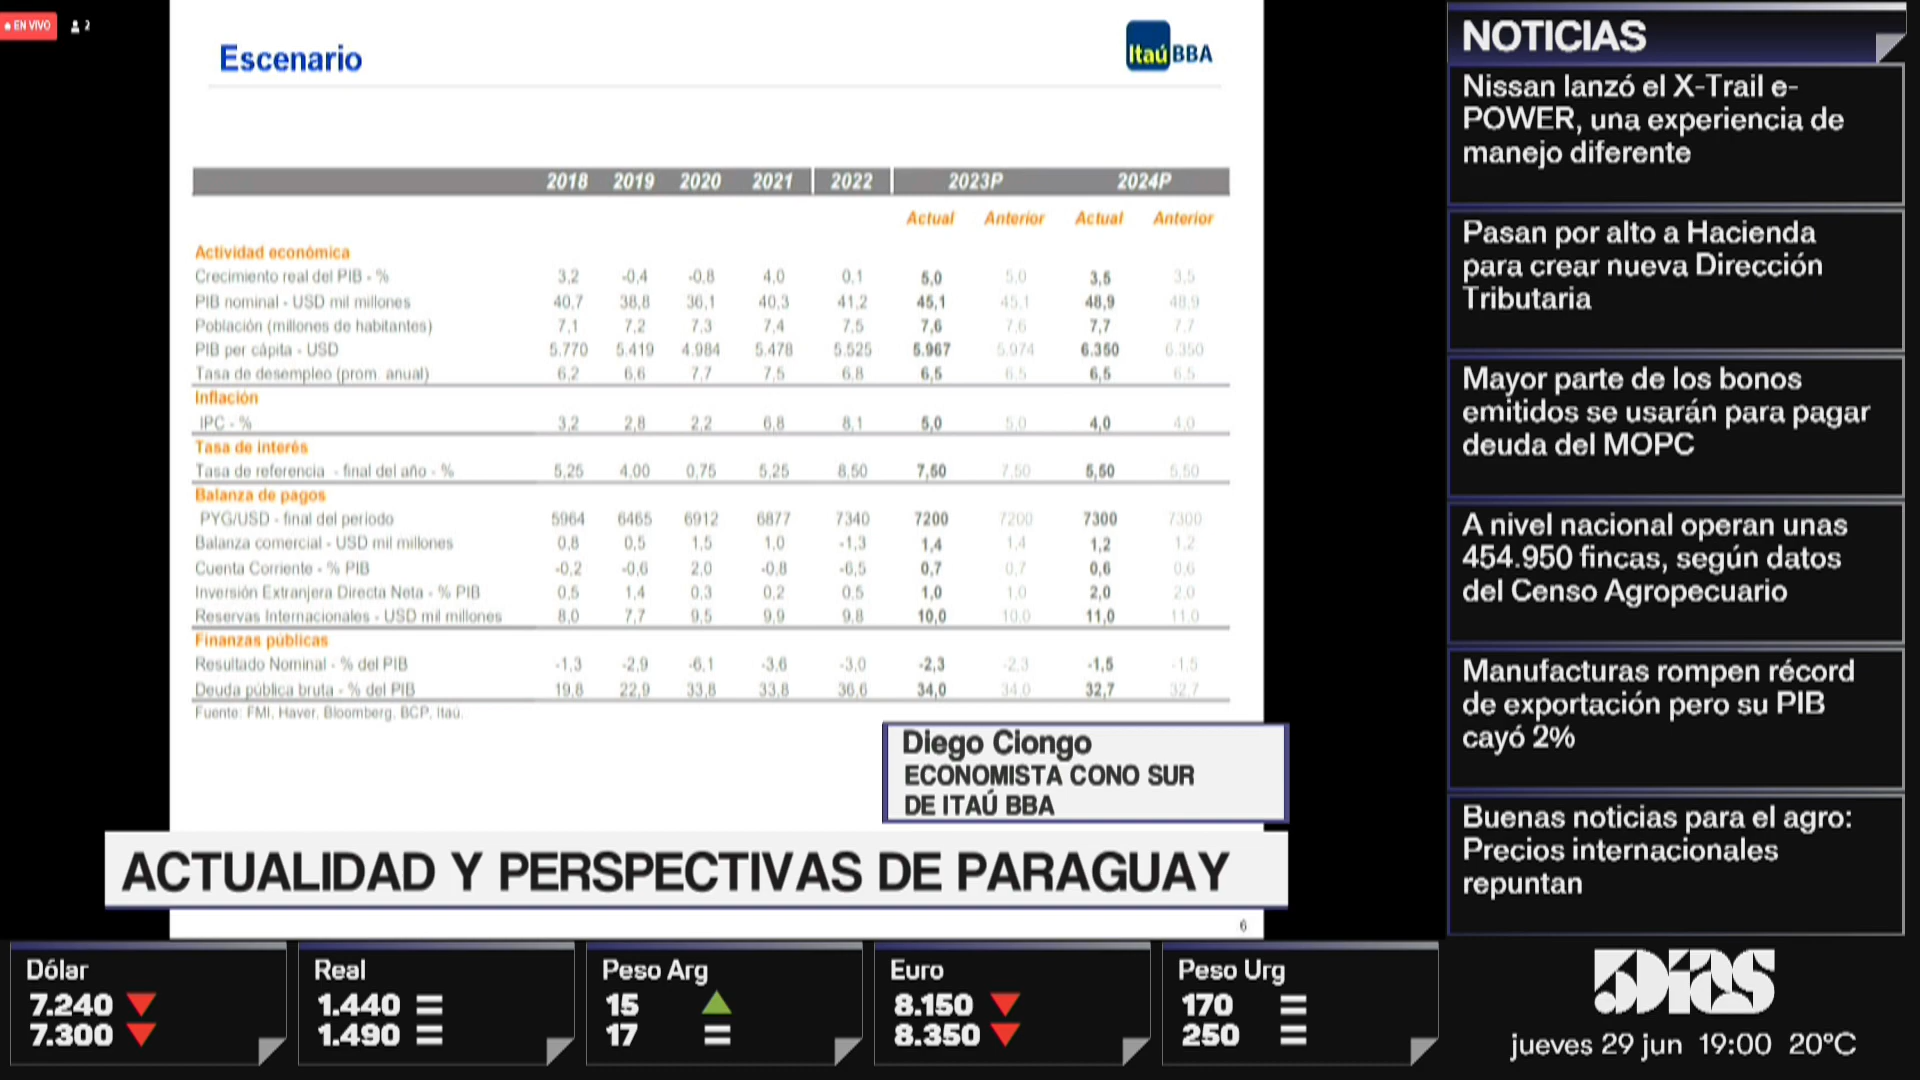 EN VIVO
2
Escenario
Itaú BBA
2018 2019 2020 2021 2022 2023P 2024P
Actual Anterior Actual Anterior
Actividad económica
Crecimiento real del PIB - % 3,2 -0,4 -0,8 4,0 0,1 5,0 5,0 3,5 3,5
PIB nominal - USD mil millones 40,7 38,8 36,1 40,3 41,2 45,1 45,1 48,9 48,9
Población (millones de habitantes) 7,1 7,2 7,3 7,4 7,5 7,6 7,6 7,7 7,7
PIB per cápita - USD 5.770 5.419 4.984 5.478 5.525 5.967 5.974 6.350 6.350
Tasa de desempleo (prom. anual) 6,2 6,6 7,7 7,5 6,8 6,5 6,5 6,5 6,5
Inflación
IPC - % 3,2 2,8 2,2 6,8 8,1 5,0 5,0 4,0 4,0
Tasa de interés
Tasa de referencia - final del año - % 5,25 4,00 0,75 5,25 8,50 7,50 7,50 5,50 5,50
Balanza de pagos
PYG/USD - final del periodo 5964 6465 6912 6877 7340 7200 7200 7300 7300
Balanza comercial - USD mil millones 0,8 0,5 1,5 1,0 -1,3 1,4 1,4 1,2 1,2
Cuenta Corriente - % PIB -0,2 -0,6 2,0 -0,8 -6,5 0,7 0,7 0,6 0,6
Inversión Extranjera Directa Neta - % PIB 0,5 1,4 0,3 0,2 0,5 1,0 1,0 2,0 2,0
Reservas Internacionales - USD mil millones 8,0 7,7 9,5 9,9 9,8 10,0 10,0 11,0 11,0
Finanzas públicas
Resultado Nominal - % del PIB -1,3 -2,9 -6,1 -3,6 -3,0 -2,3 -2,3 -1,5 -1,5
Deuda pública bruta - % del PIB 19,8 22,9 33,8 33,8 36,6 34,0 34,0 32,7 32,7
Fuente: FMI, Haver, Bloomberg, BCP, Itaú.
Diego Ciongo
ECONOMISTA CONO SUR
DE ITAÚ BBA
ACTUALIDAD Y PERSPECTIVAS DE PARAGUAY
6
NOTICIAS
Nissan lanzó el X-Trail e-
POWER, una experiencia de
manejo diferente
Pasan por alto a Hacienda
para crear nueva Dirección
Tributaria
Mayor parte de los bonos
emitidos se usarán para pagar
deuda del MOPC
A nivel nacional operan unas
454.950 fincas, según datos
del Censo Agropecuario
Manufacturas rompen récord
de exportación pero su PIB
cayó 2%
Buenas noticias para el agro:
Precios internacionales
repuntan
Dólar
7.240
7.300
Real
1.440
1.490
Peso Arg
15
17
Euro
8.150
8.350
Peso Urg
170
250
5Días
jueves 29 jun 19:00 20°C